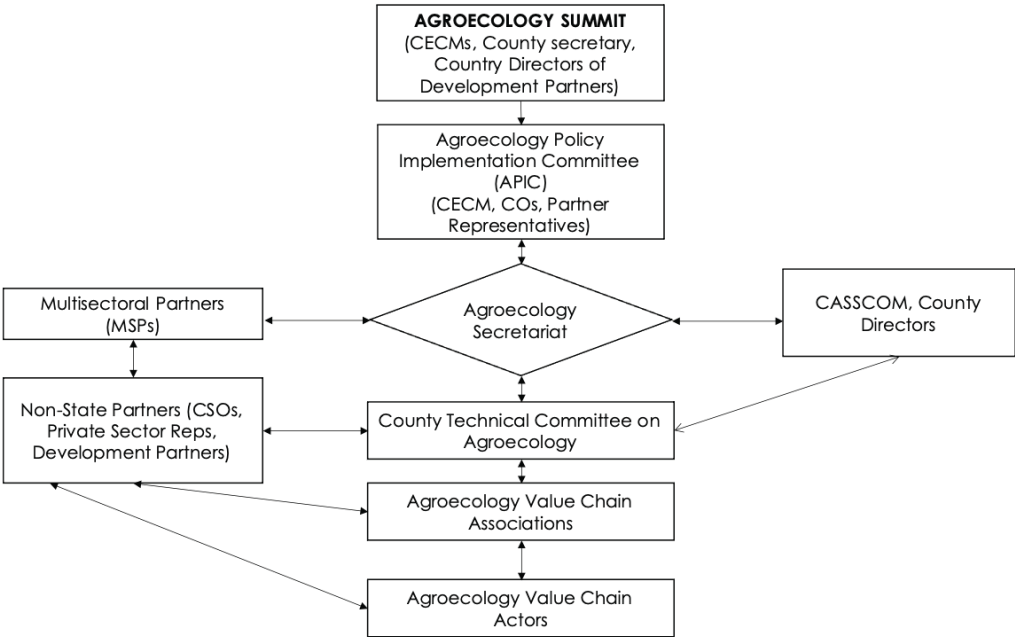 AGROECOLOGY SUMMIT
(CECMs, County secretary,
Country Directors of
Development Partners)
Agroecology Policy
Implementation Committee
(APIC)
(CECM, COs, Partner
Representatives)
Multisectoral Partners
(MSPs)
Agroecology
Secretariat
CASSCOM, County
Directors
Non-State Partners (CSOs,
Private Sector Reps,
Development Partners)
County Technical Committee on
Agroecology
Agroecology Value Chain
Associations
Agroecology Value Chain
Actors